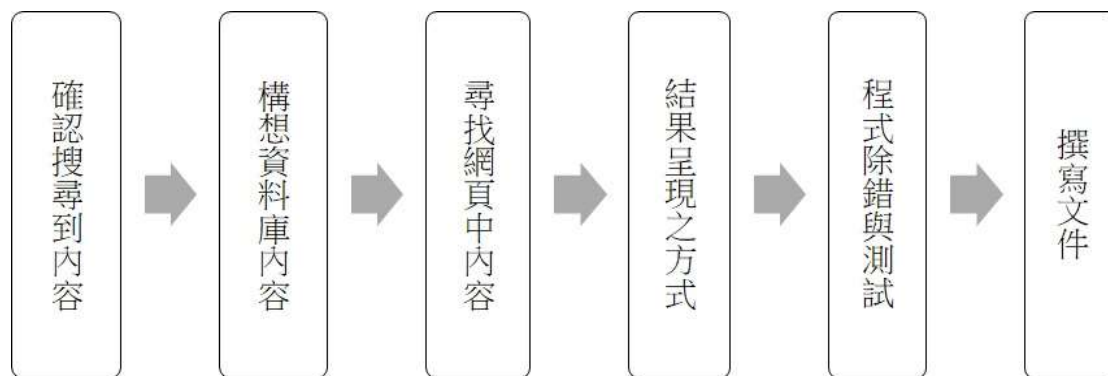 確認搜尋到內容
構想資料庫內容
尋找網頁中內容
結果呈現之方式
程式除錯與測試
撰寫文件